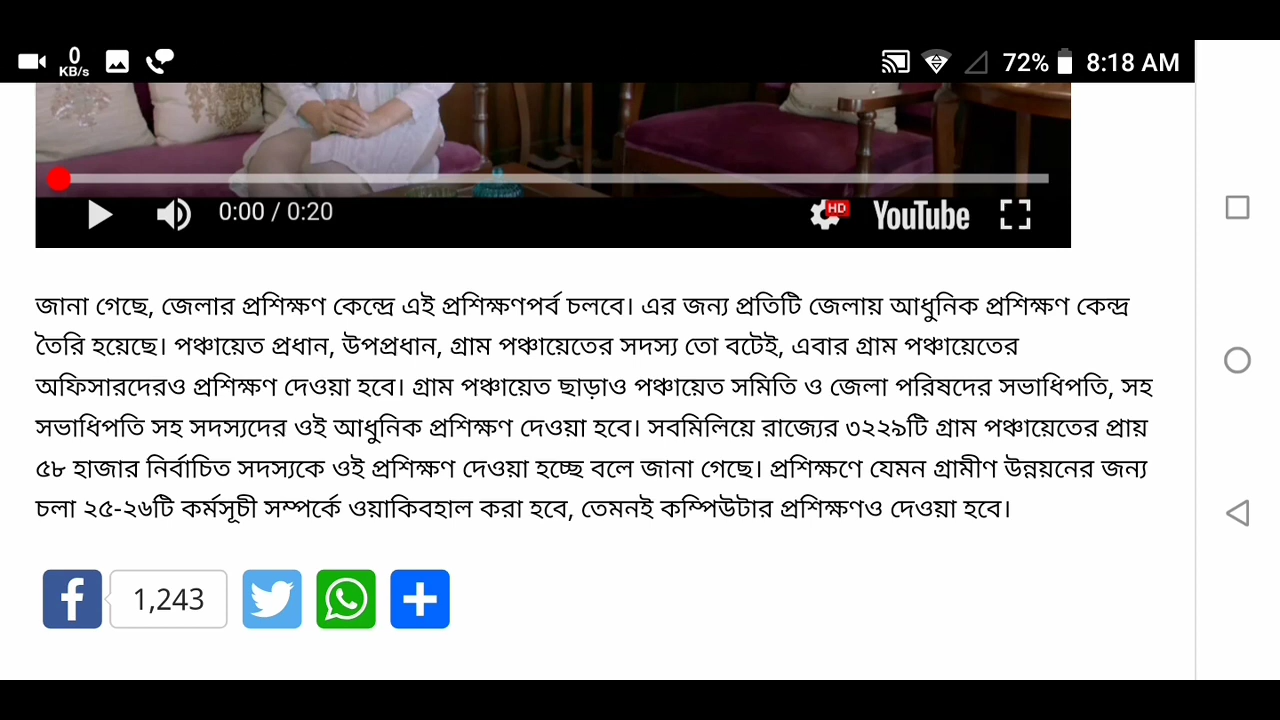 0
KB/s
72%
8:18 AM
0:00 / 0:20
HD
YouTube
জানা গেছে, জেলার প্রশিক্ষণ কেন্দ্রে এই প্রশিক্ষণপর্ব চলবে। এর জন্য প্রতিটি জেলায় আধুনিক প্রশিক্ষণ কেন্দ্র
তৈরি হয়েছে। পঞ্চায়েত প্রধান, উপপ্রধান, গ্রাম পঞ্চায়েতের সদস্য তো বটেই, এবার গ্রাম পঞ্চায়েতের
অফিসারদেরও প্রশিক্ষণ দেওয়া হবে। গ্রাম পঞ্চায়েত ছাড়াও পঞ্চায়েত সমিতি ও জেলা পরিষদের সভাধিপতি, সহ
সভাধিপতি সহ সদস্যদের ওই আধুনিক প্রশিক্ষণ দেওয়া হবে। সবমিলিয়ে রাজ্যের ৩২২৯টি গ্রাম পঞ্চায়েতের প্রায়
৫৮ হাজার নির্বাচিত সদস্যকে ওই প্রশিক্ষণ দেওয়া হচ্ছে বলে জানা গেছে। প্রশিক্ষণে যেমন গ্রামীণ উন্নয়নের জন্য
চলা ২৫-২৬টি কর্মসূচী সম্পর্কে ওয়াকিবহাল করা হবে, তেমনই কম্পিউটার প্রশিক্ষণও দেওয়া হবে।
1,243